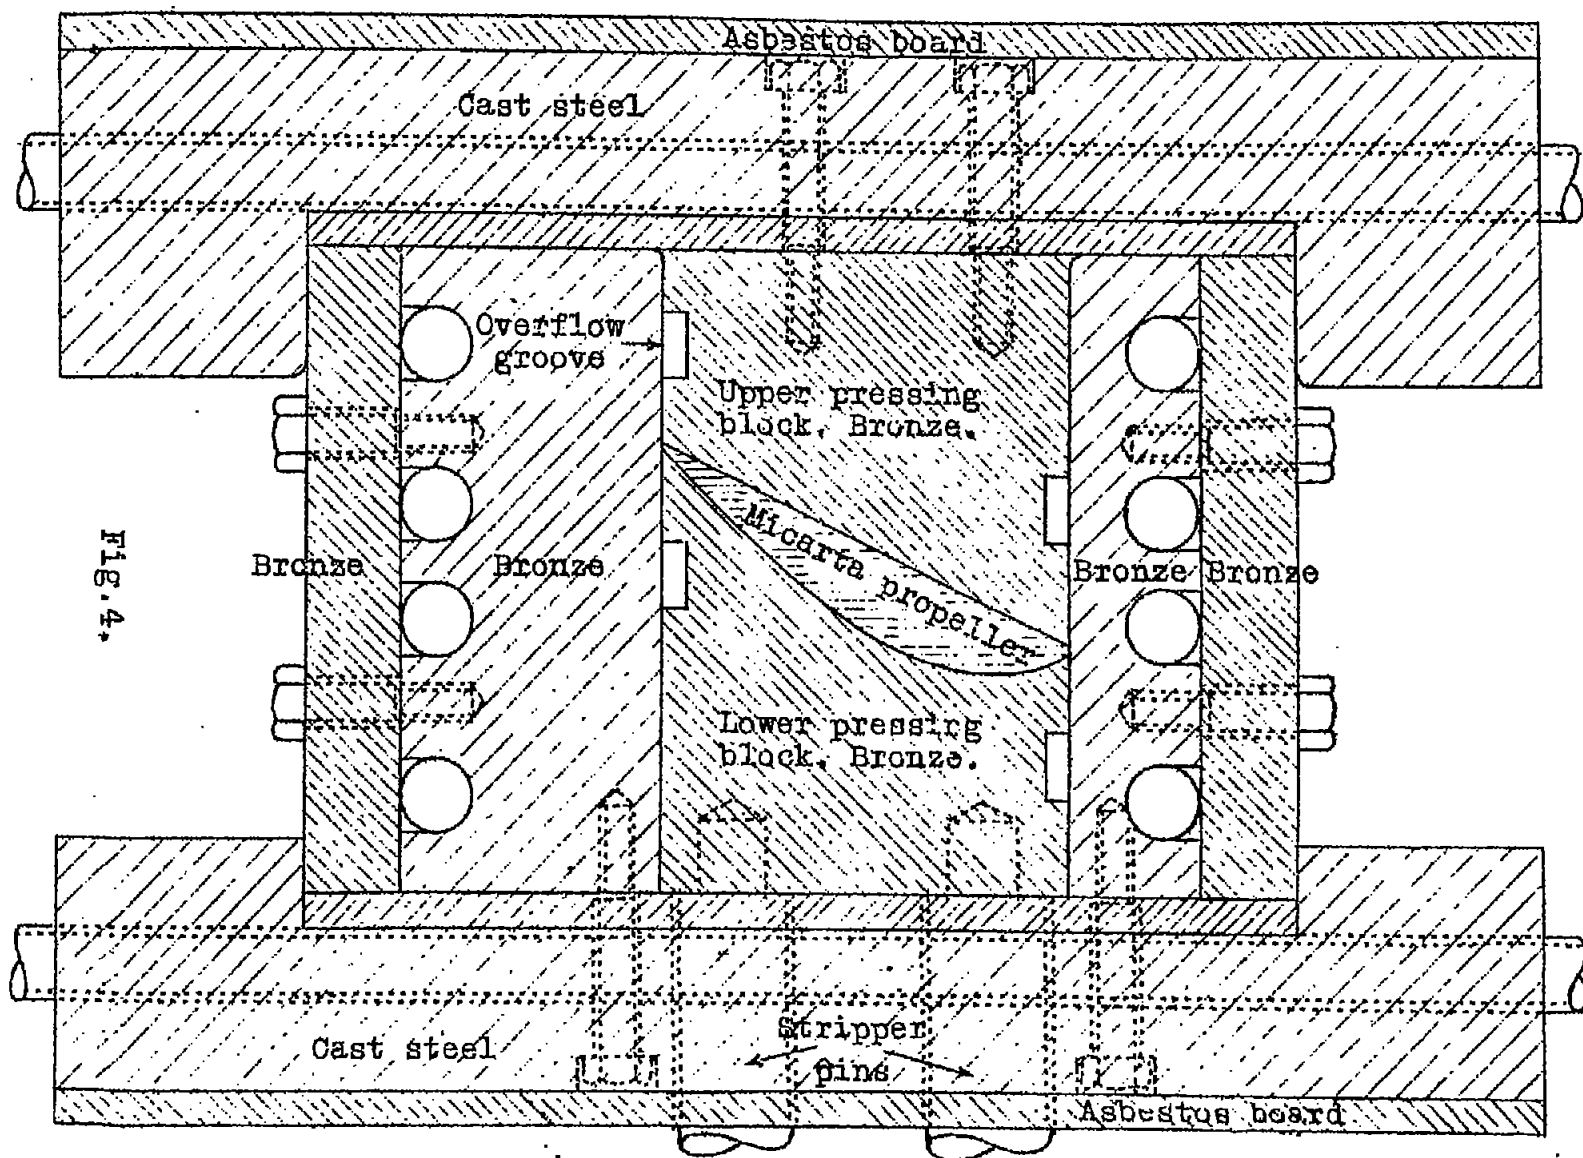 Asbestos board
Cast steel
Overflow
groove
Upper pressing
block, Bronze.
Micarta propeller
Bronze
Bronze
Bronze
Bronze
Fig.4.
Lower pressing
block, Bronze.
Stripper
pins
Cast steel
Asbestos board